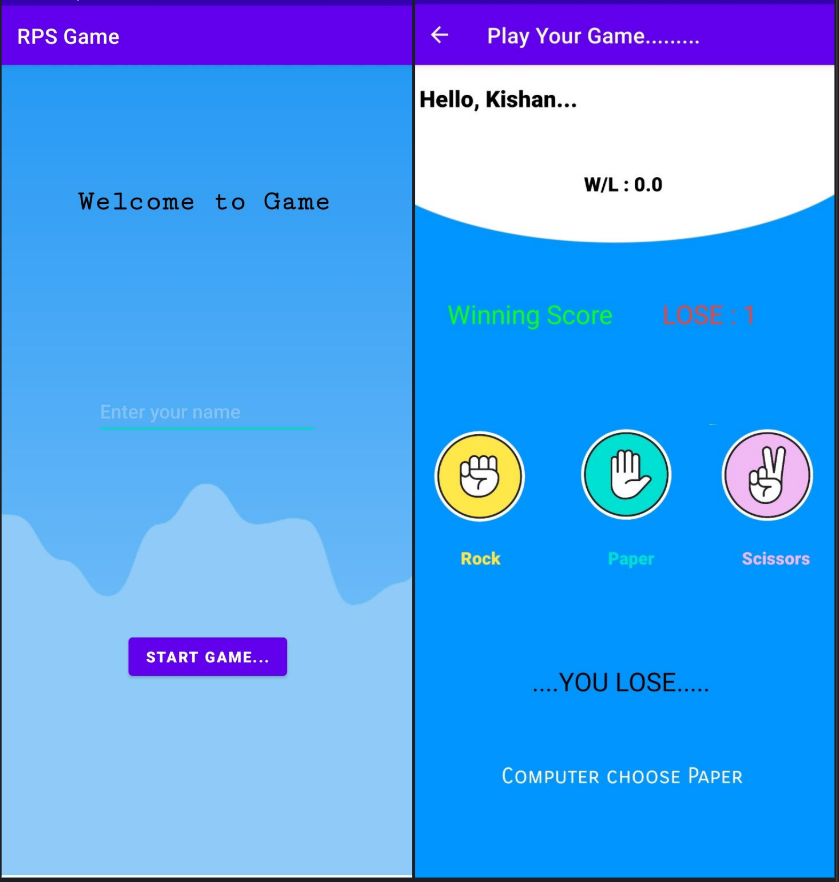 RPS Game
Welcome to Game
Enter your name
START GAME...
Play Your Game.........
Hello, Kishan...
W/L : 0.0
Winning Score LOSE : 1
Rock Paper Scissors
....YOU LOSE.....
Computer choose Paper